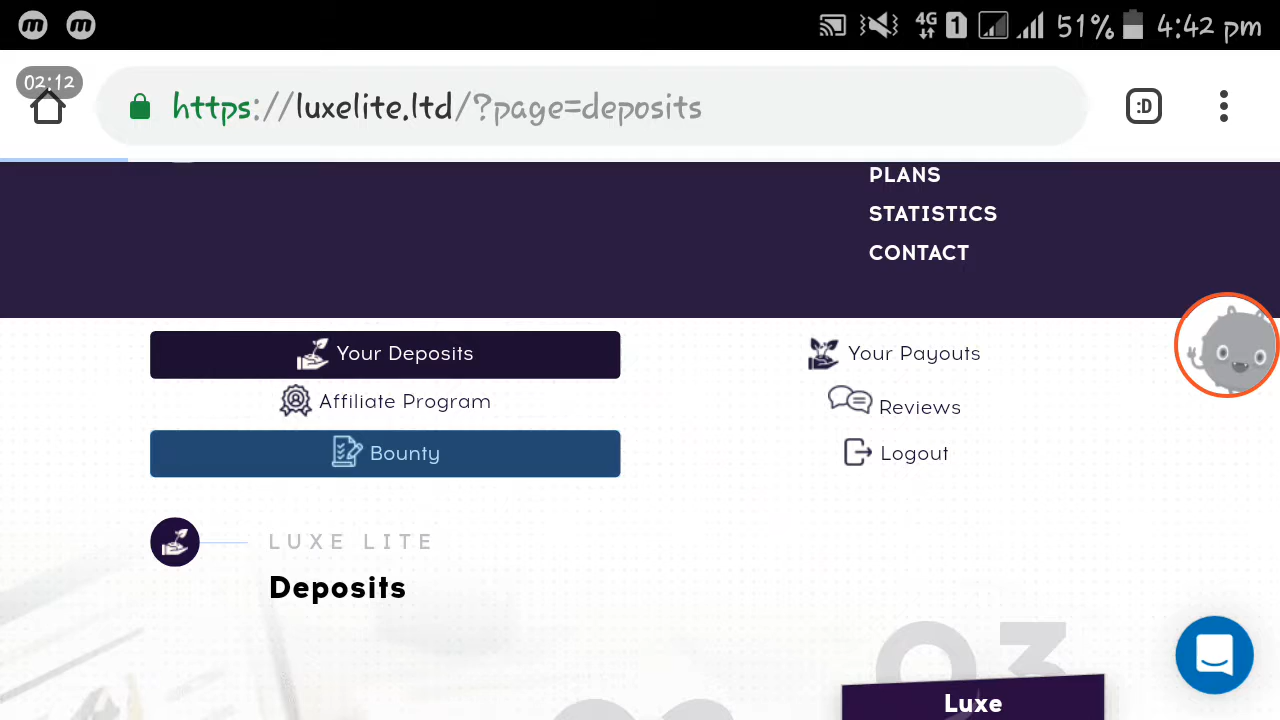 4G 1 51% 4:42 pm
02:12
https://luxelite.ltd/?page=deposits
:D
PLANS
STATISTICS
CONTACT
Your Deposits
Your Payouts
Affiliate Program
Reviews
Bounty
Logout
LUXE LITE
Deposits
03
Luxe